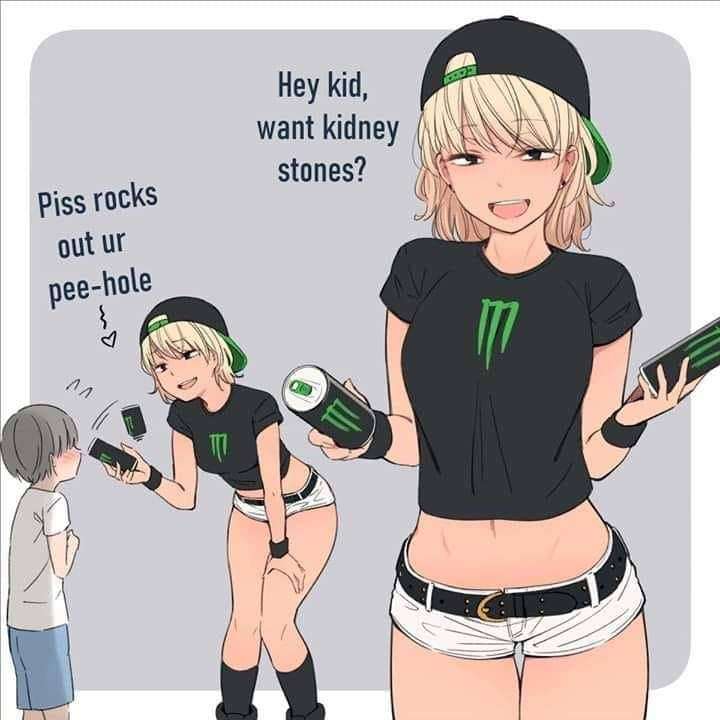 Hey kid,
want kidney
stones?
Piss rocks
out ur
pee-hole